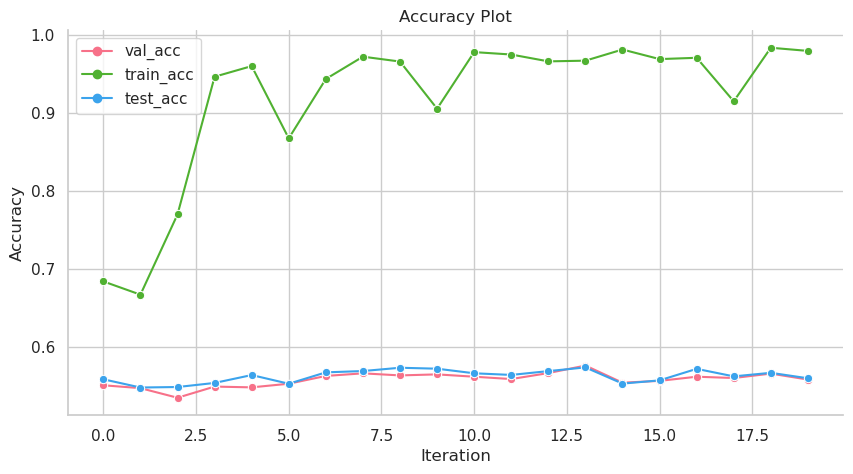 Accuracy Plot
val_acc
train_acc
test_acc
1.0
0.9
0.8
0.7
0.6
Accuracy
0.0 2.5 5.0 7.5 10.0 12.5 15.0 17.5
Iteration